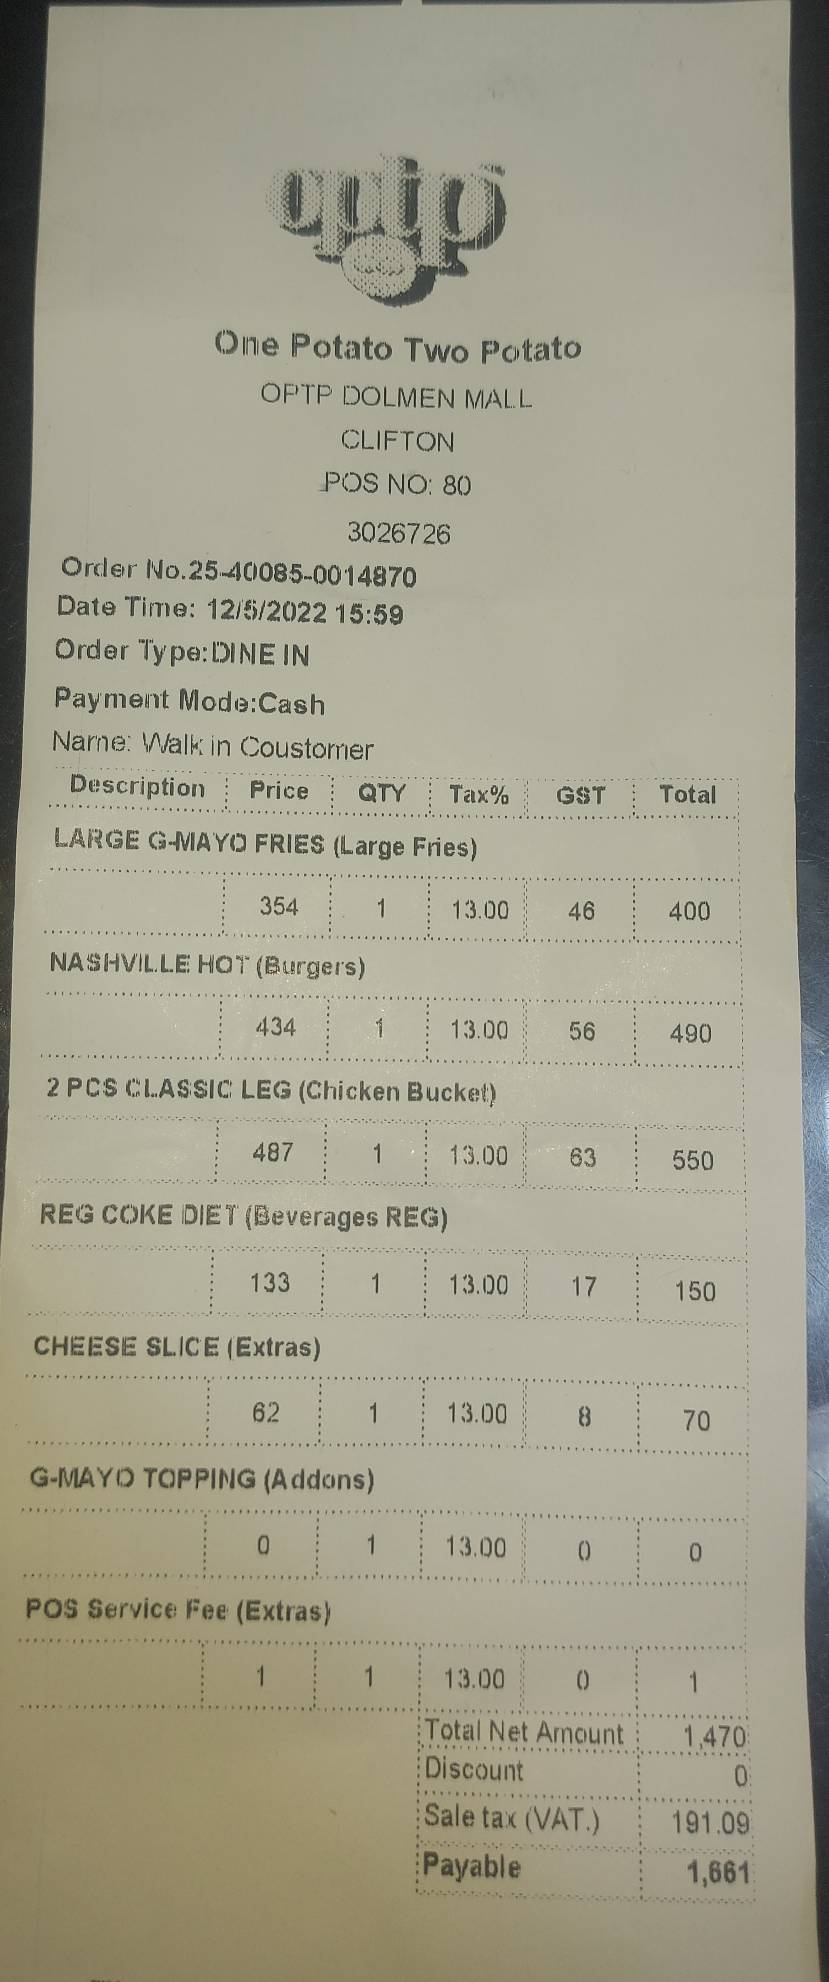 optp
One Potato Two Potato
OPTP DOLMEN MALL
CLIFTON
POS NO: 80
3026726
Order No.25-40085-0014870
Date Time: 12/5/2022 15:59
Order Type:DINE IN
Payment Mode:Cash
Name: Walk in Coustomer
Description Price QTY Tax% GST Total
LARGE G-MAYO FRIES (Large Fries)
354 1 13.00 46 400
NASHVILLE HOT (Burgers)
434 1 13.00 56 490
2 PCS CLASSIC LEG (Chicken Bucket)
487 1 13.00 63 550
REG COKE DIET (Beverages REG)
133 1 13.00 17 150
CHEESE SLICE (Extras)
62 1 13.00 8 70
G-MAYO TOPPING (Addons)
0 1 13.00 0 0
POS Service Fee (Extras)
1 1 13.00 0 1
Total Net Amount 1,470
Discount 0
Sale tax (VAT.) 191.09
Payable 1,661